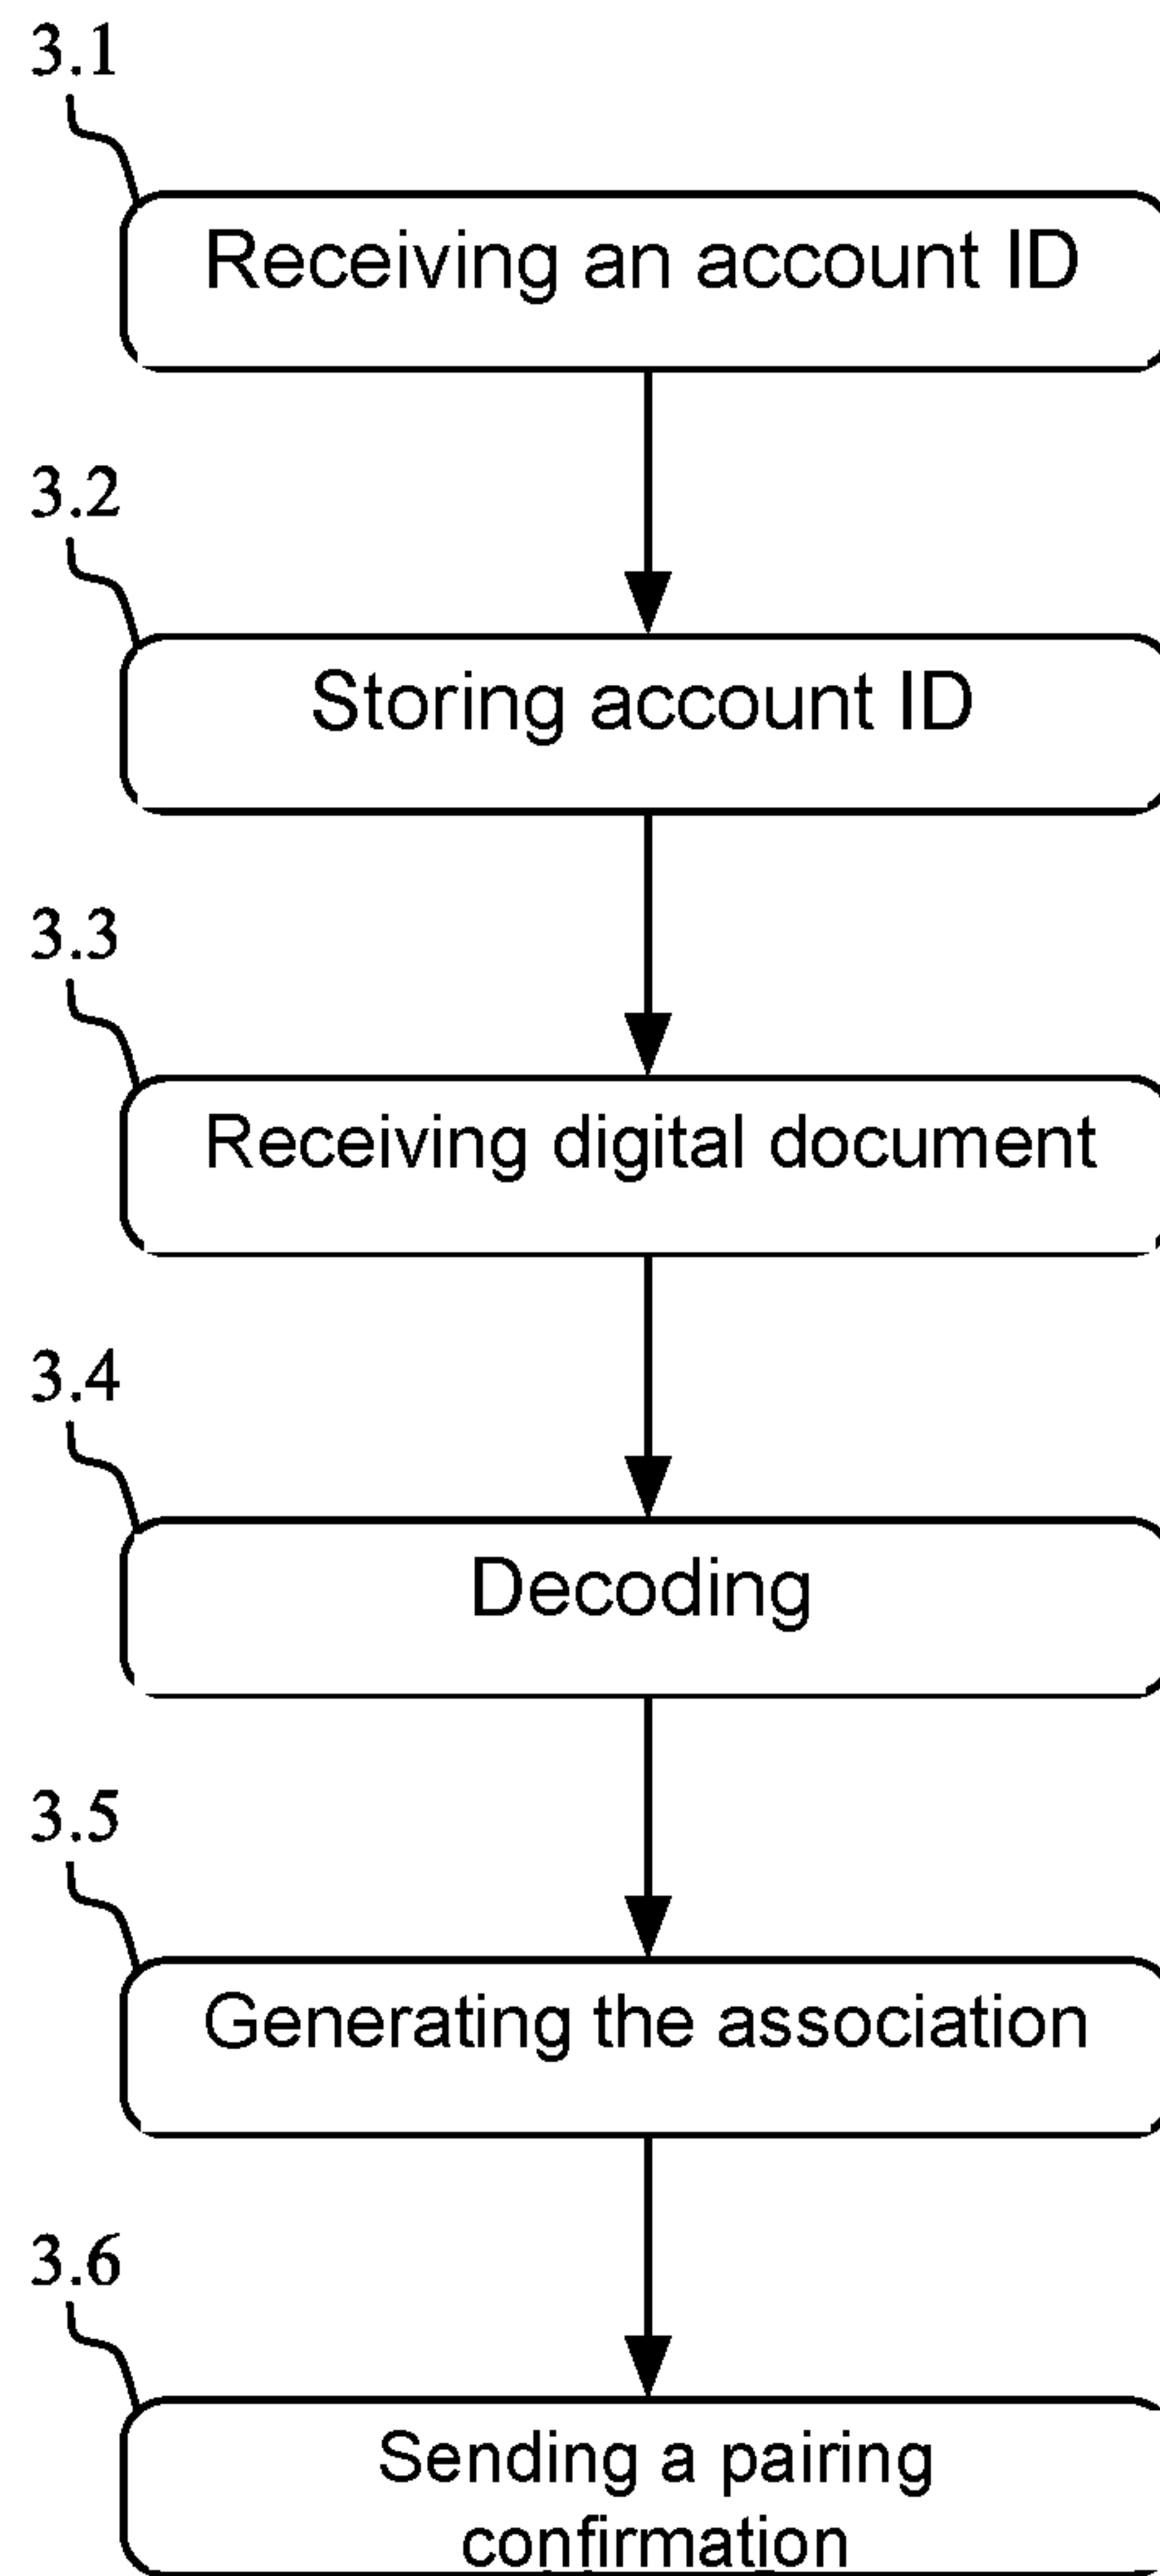 3.1
Receiving an account ID
3.2
Storing account ID
3.3
Receiving digital document
3.4
Decoding
3.5
Generating the association
3.6
Sending a pairing
confirmation